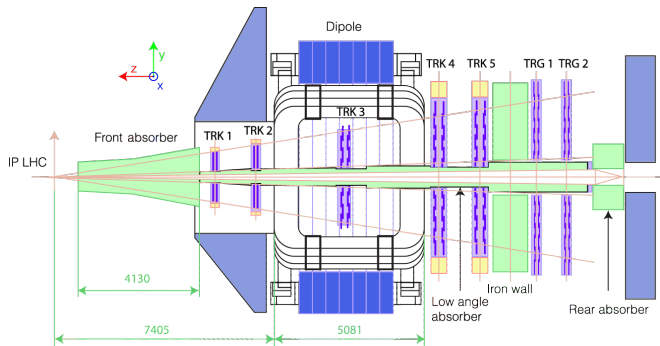 Dipole
y
z
x
TRK 4
TRK 5
TRG 1
TRG 2
TRK 3
Front absorber
TRK 1
TRK 2
IP LHC
4130
Low angle
absorber
Iron wall
Rear absorber
7405
5081